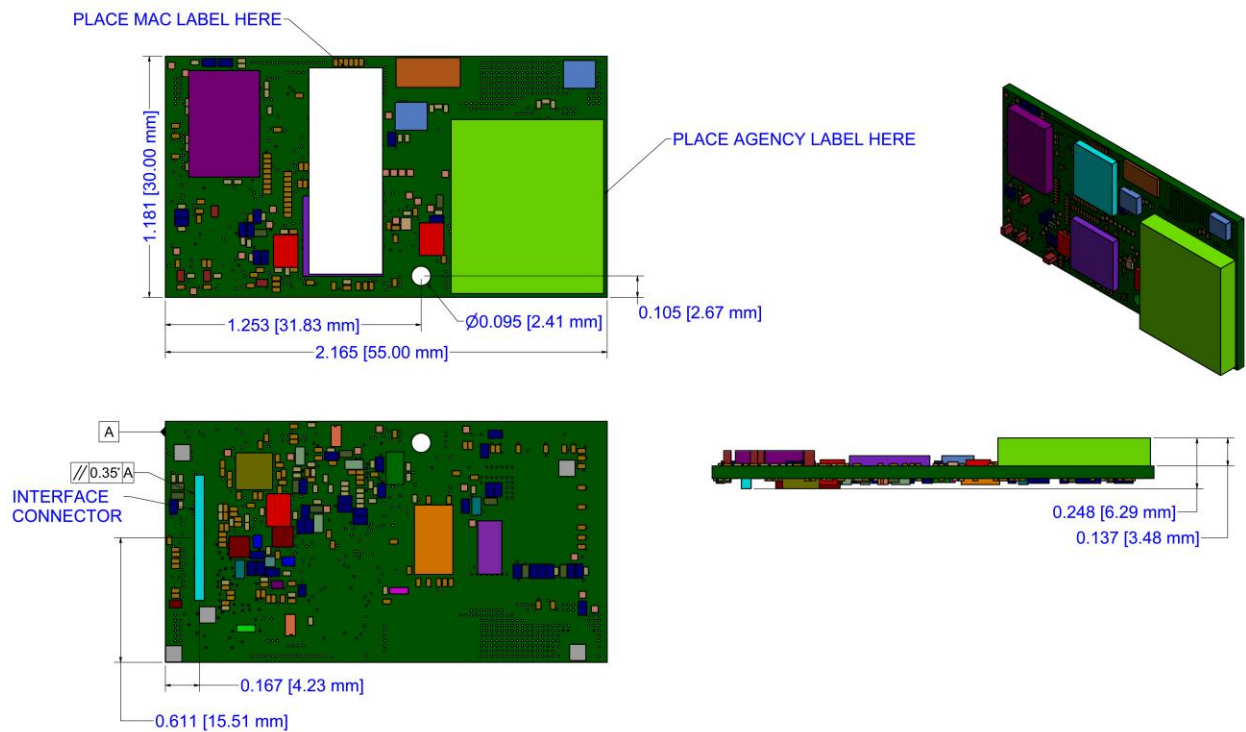 PLACE MAC LABEL HERE
PLACE AGENCY LABEL HERE
1.181 [30.00 mm]
1.253 [31.83 mm]
Ø0.095 [2.41 mm]
0.105 [2.67 mm]
2.165 [55.00 mm]
A
// 0.35 A
INTERFACE
CONNECTOR
0.248 [6.29 mm]
0.137 [3.48 mm]
0.167 [4.23 mm]
0.611 [15.51 mm]